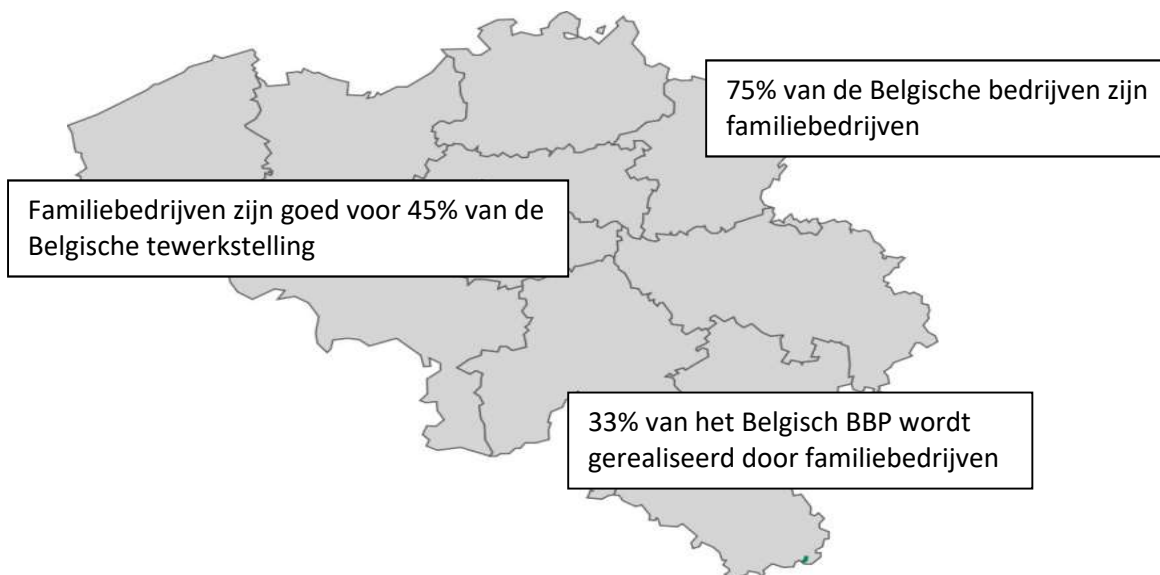 75% van de Belgische bedrijven zijn
familiebedrijven
Familiebedrijven zijn goed voor 45% van de
Belgische tewerkstelling
33% van het Belgisch BBP wordt
gerealiseerd door familiebedrijven